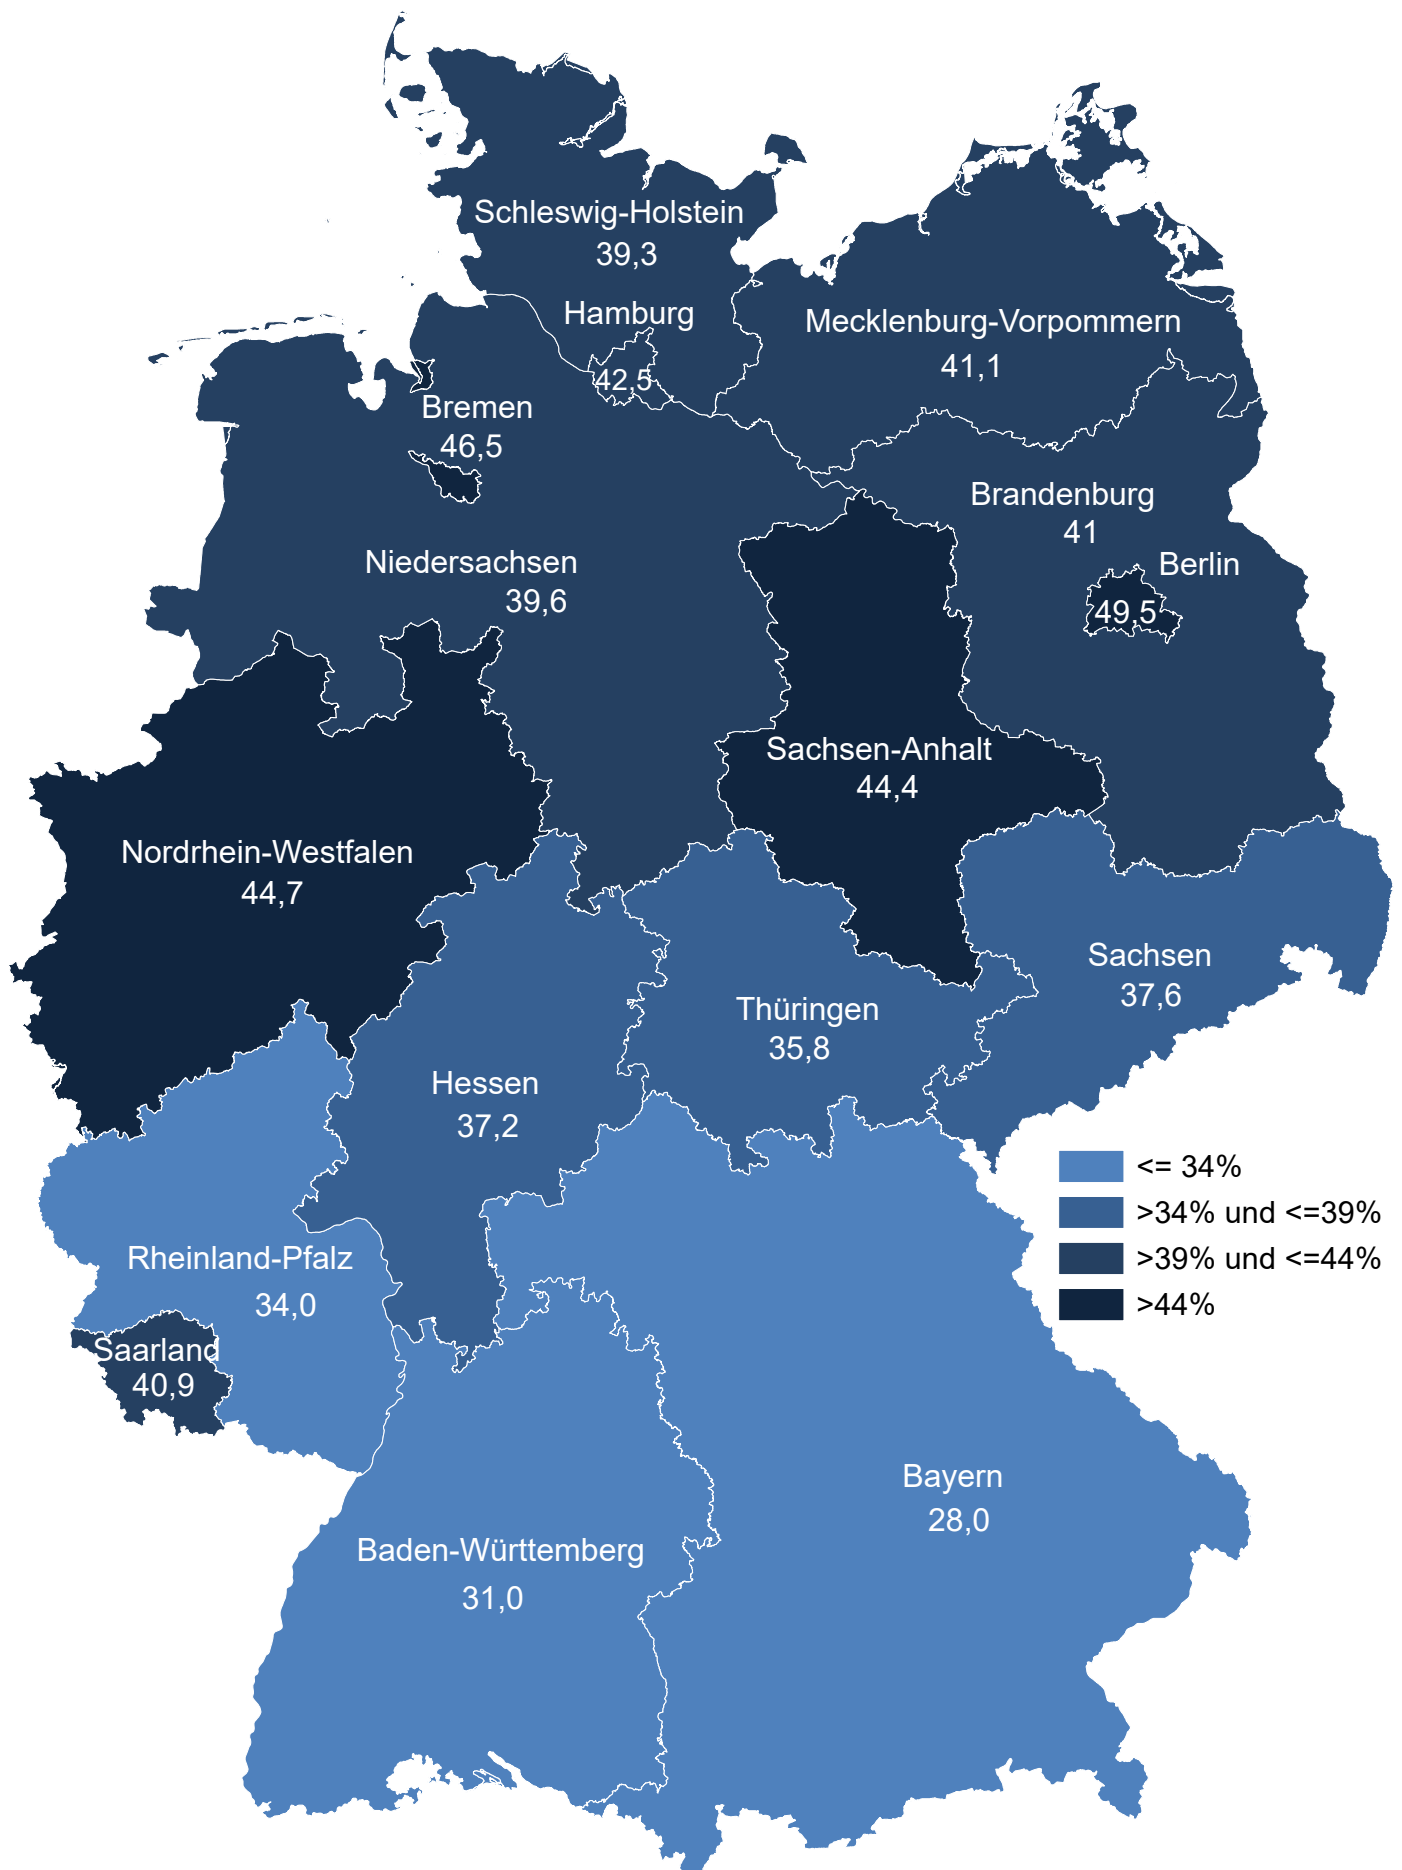 Schleswig-Holstein
39,3
Hamburg
42,5
Mecklenburg-Vorpommern
41,1
Bremen
46,5
Brandenburg
41
Berlin
49,5
Niedersachsen
39,6
Sachsen-Anhalt
44,4
Nordrhein-Westfalen
44,7
Sachsen
37,6
Thüringen
35,8
Hessen
37,2
<= 34%
>34% und <=39%
>39% und <=44%
>44%
Rheinland-Pfalz
34,0
Saarland
40,9
Bayern
28,0
Baden-Württemberg
31,0